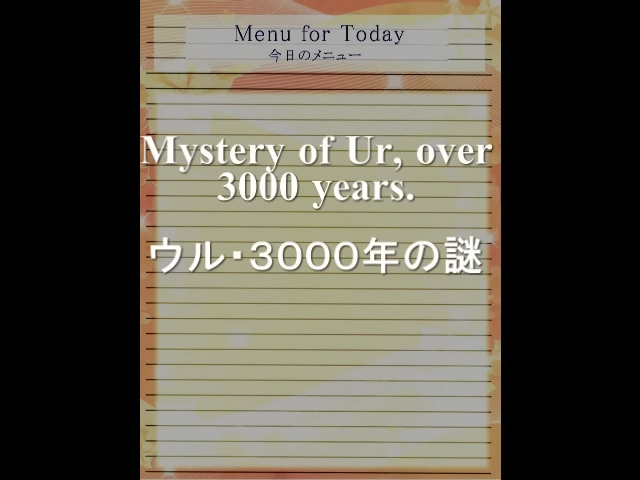 Menu for Today
今日のメニュー
Mystery of Ur, over
3000 years.
ウル・３０００年の謎